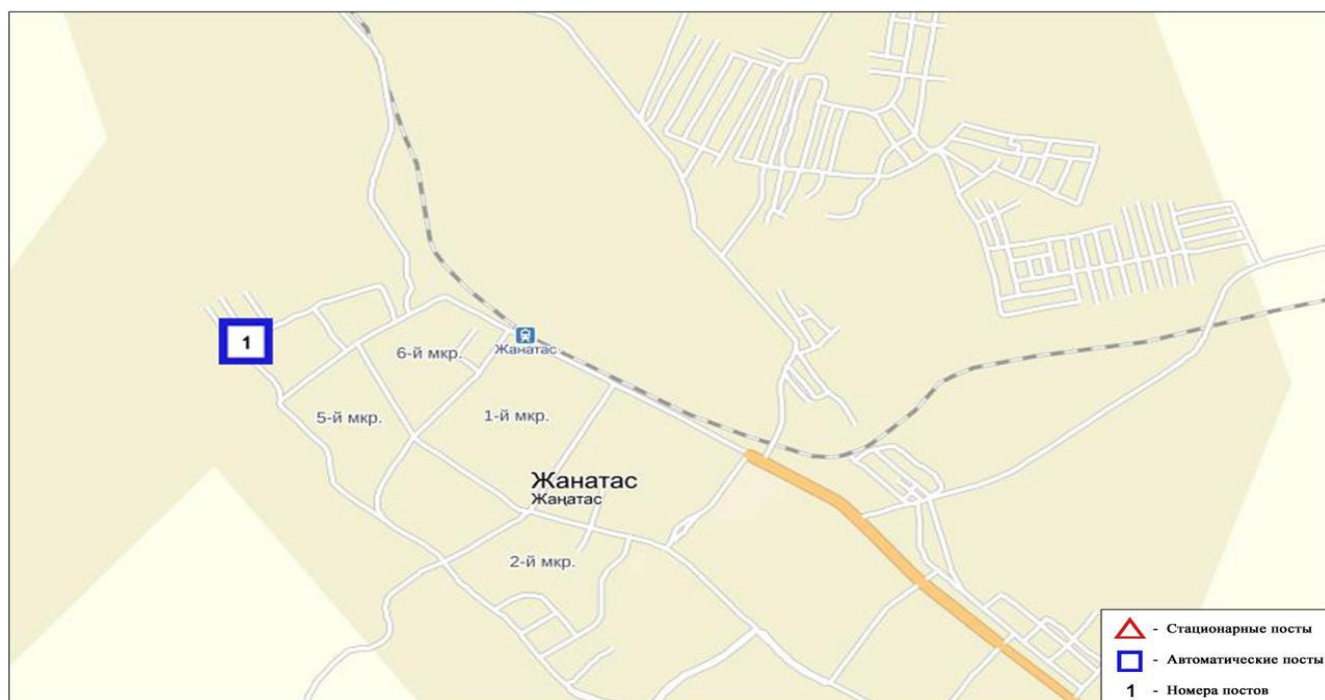 1
6-й мкр.
Жанатас
5-й мкр.
1-й мкр.
Жанатас
Жаңатас
2-й мкр.
- Стационарные посты
- Автоматические посты
1 - Номера постов